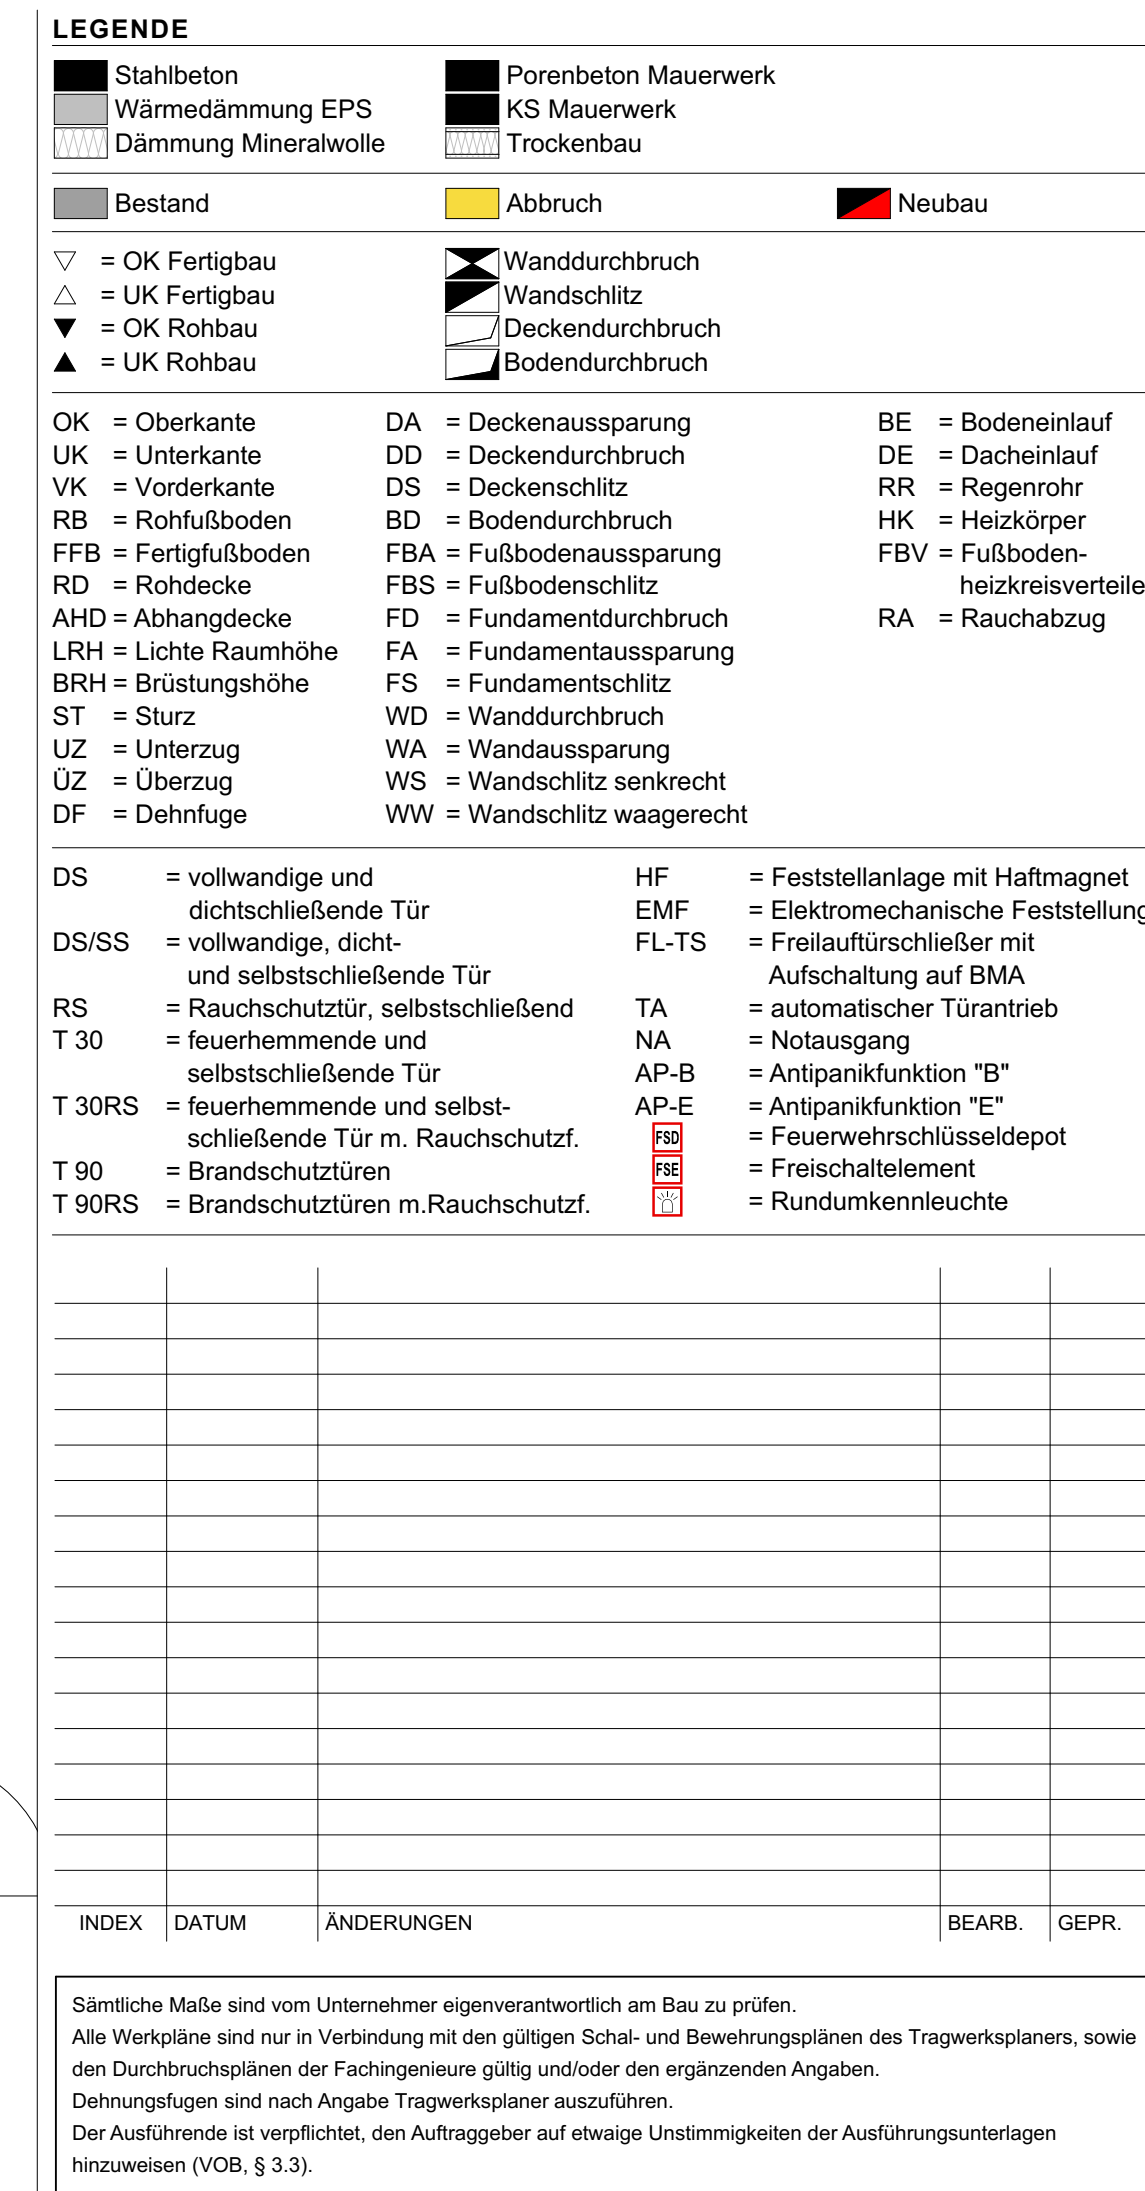 LEGENDE
Stahlbeton Porenbeton Mauerwerk
Wärmedämmung EPS KS Mauerwerk
Dämmung Mineralwolle Trockenbau
Bestand Abbruch Neubau
= OK Fertigbau Wanddurchbruch
= UK Fertigbau Wandschlitz
= OK Rohbau Deckendurchbruch
= UK Rohbau Bodendurchbruch
OK = Oberkante DA = Deckenaussparung BE = Bodeneinlauf
UK = Unterkante DD = Deckendurchbruch DE = Dacheinlauf
VK = Vorderkante DS = Deckenschlitz RR = Regenrohr
RB = Rohfußboden BD = Bodendurchbruch HK = Heizkörper
FFB = Fertigfußboden FBA = Fußbodenaussparung FBV = Fußboden-
RD = Rohdecke FBS = Fußbodenschlitz heizkreisverteile
AHD = Abhangdecke FD = Fundamentdurchbruch RA = Rauchabzug
LRH = Lichte Raumhöhe FA = Fundamentaussparung
BRH = Brüstungshöhe FS = Fundamentschlitz
ST = Sturz WD = Wanddurchbruch
UZ = Unterzug WA = Wandaussparung
ÜZ = Überzug WS = Wandschlitz senkrecht
DF = Dehnfuge WW = Wandschlitz waagerecht
DS = vollwandige und HF = Feststellanlage mit Haftmagnet
dichtschließende Tür EMF = Elektromechanische Feststellung
DS/SS = vollwandige, dicht- FL-TS = Freilauftürschließer mit
und selbstschließende Tür Aufschaltung auf BMA
RS = Rauchschutztür, selbstschließend TA = automatischer Türantrieb
T 30 = feuerhemmende und NA = Notausgang
selbstschließende Tür AP-B = Antipanikfunktion "B"
T 30RS = feuerhemmende und selbst- AP-E = Antipanikfunktion "E"
schließende Tür m. Rauchschutzf. FSD = Feuerwehrschlüsseldepot
T 90 = Brandschutztüren FSE = Freischaltelement
T 90RS = Brandschutztüren m.Rauchschutzf. = Rundumkennleuchte
INDEX DATUM ÄNDERUNGEN BEARB. GEPR.
Sämtliche Maße sind vom Unternehmer eigenverantwortlich am Bau zu prüfen.
Alle Werkpläne sind nur in Verbindung mit den gültigen Schal- und Bewehrungsplänen des Tragwerksplaners, sowie
den Durchbruchsplänen der Fachingenieure gültig und/oder den ergänzenden Angaben.
Dehnungsfugen sind nach Angabe Tragwerksplaner auszuführen.
Der Ausführende ist verpflichtet, den Auftraggeber auf etwaige Unstimmigkeiten der Ausführungsunterlagen
hinzuweisen (VOB, § 3.3).